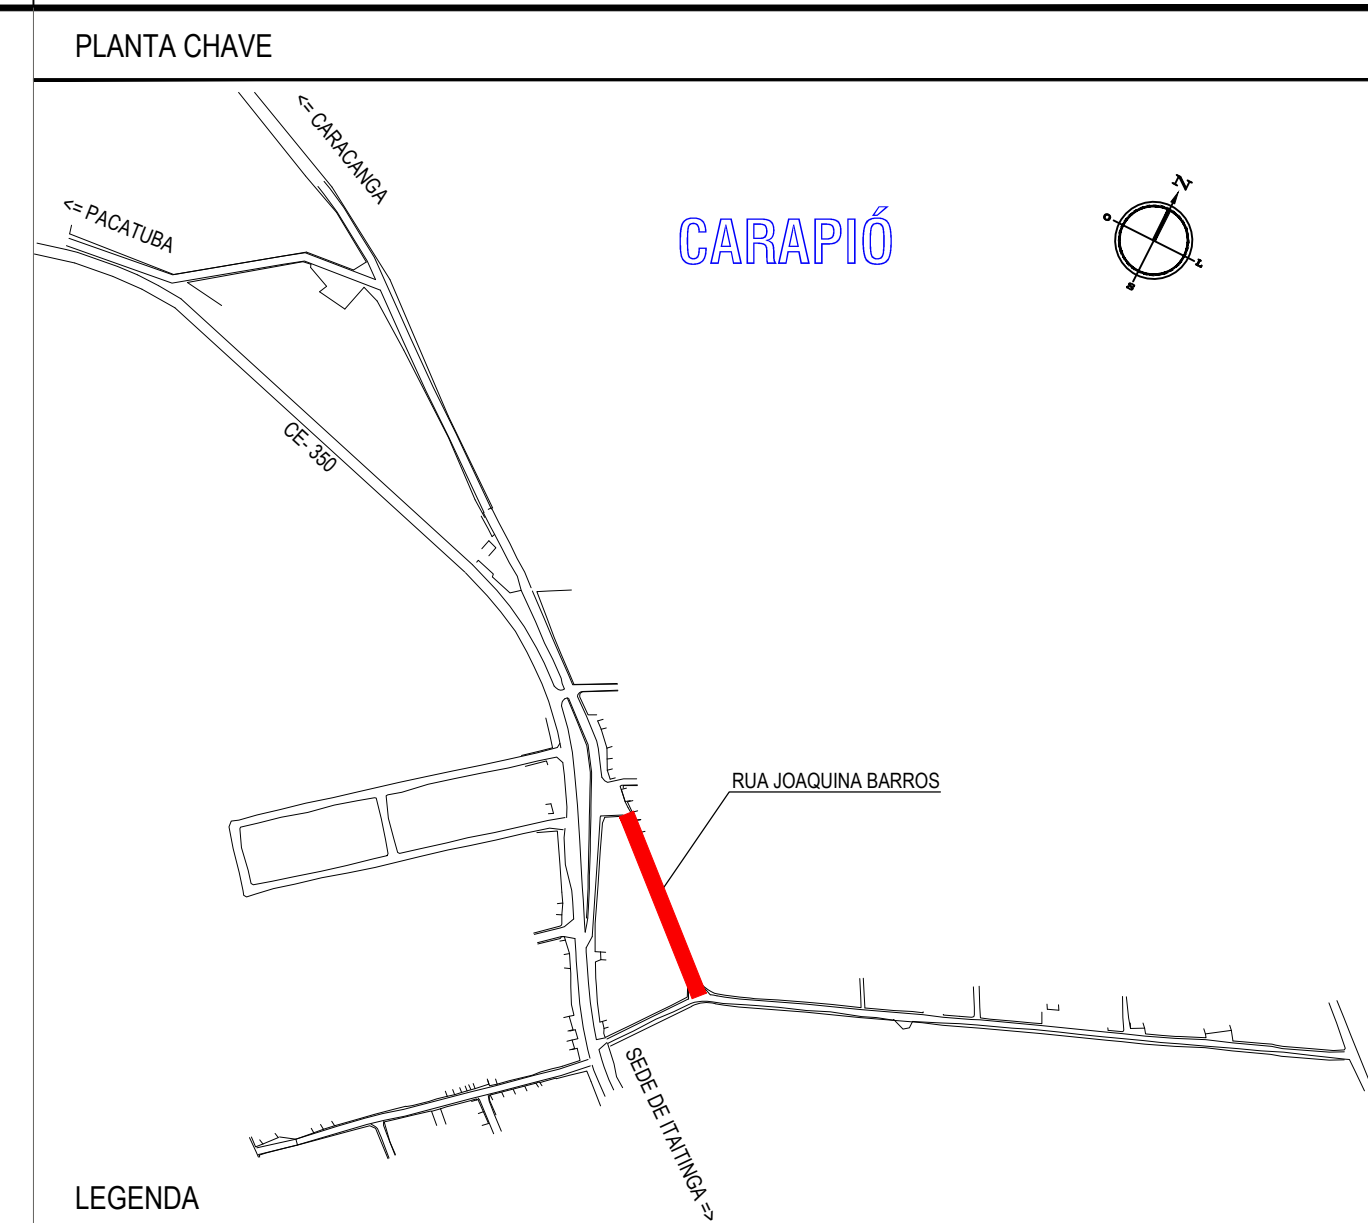 PLANTA CHAVE
<= CARACANGA
<= PACATUBA
CARAPIÓ
N
O
L
S
CE- 350
RUA JOAQUINA BARROS
SEDE DE ITAITINGA =>
LEGENDA